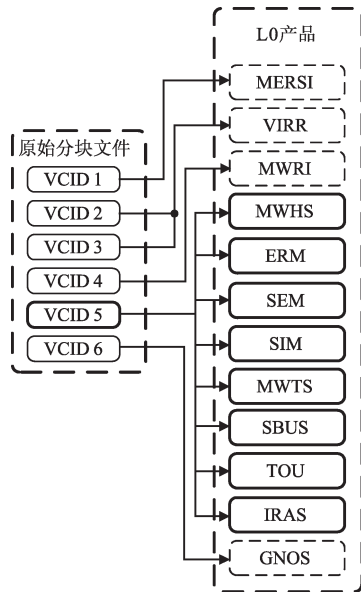 L0产品
MERSI
VIRR
MWRI
MWHS
ERM
SEM
SIM
MWTS
SBUS
TOU
IRAS
GNOS
原始分块文件
VCID 1
VCID 2
VCID 3
VCID 4
VCID 5
VCID 6